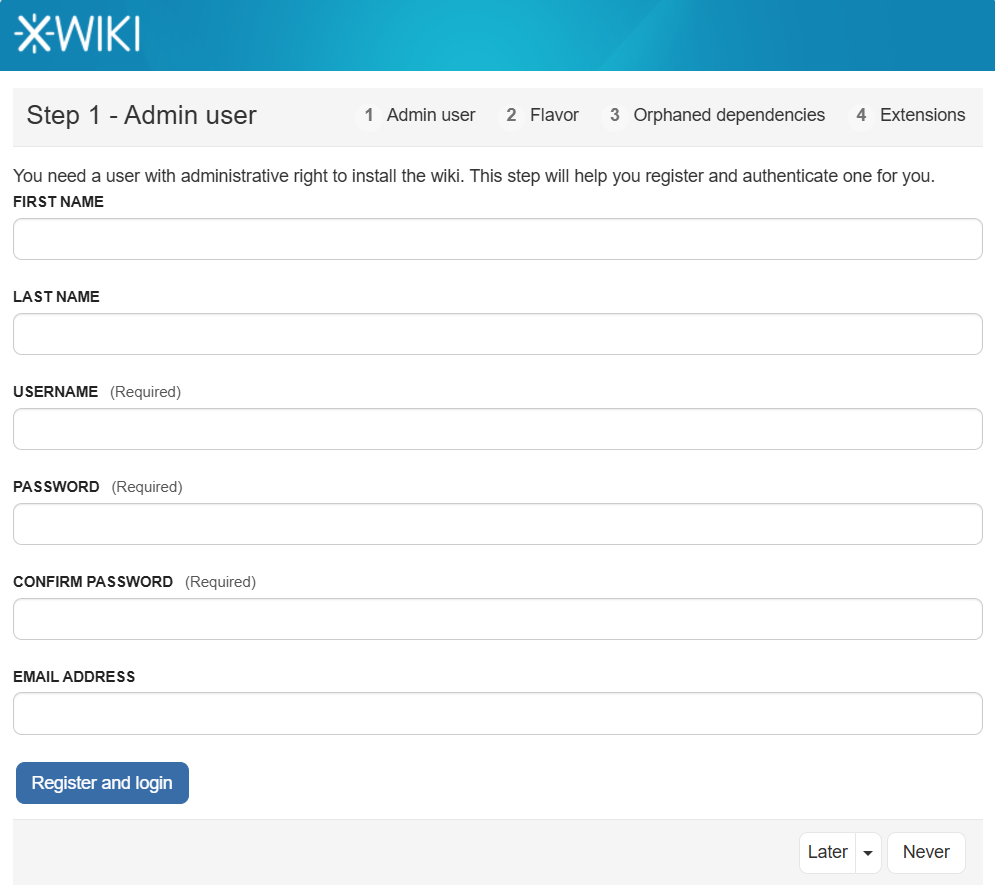 XWIKI
Step 1 - Admin user 1 Admin user 2 Flavor 3 Orphaned dependencies 4 Extensions
You need a user with administrative right to install the wiki. This step will help you register and authenticate one for you.
FIRST NAME
LAST NAME
USERNAME (Required)
PASSWORD (Required)
CONFIRM PASSWORD (Required)
EMAIL ADDRESS
Register and login
Later Never